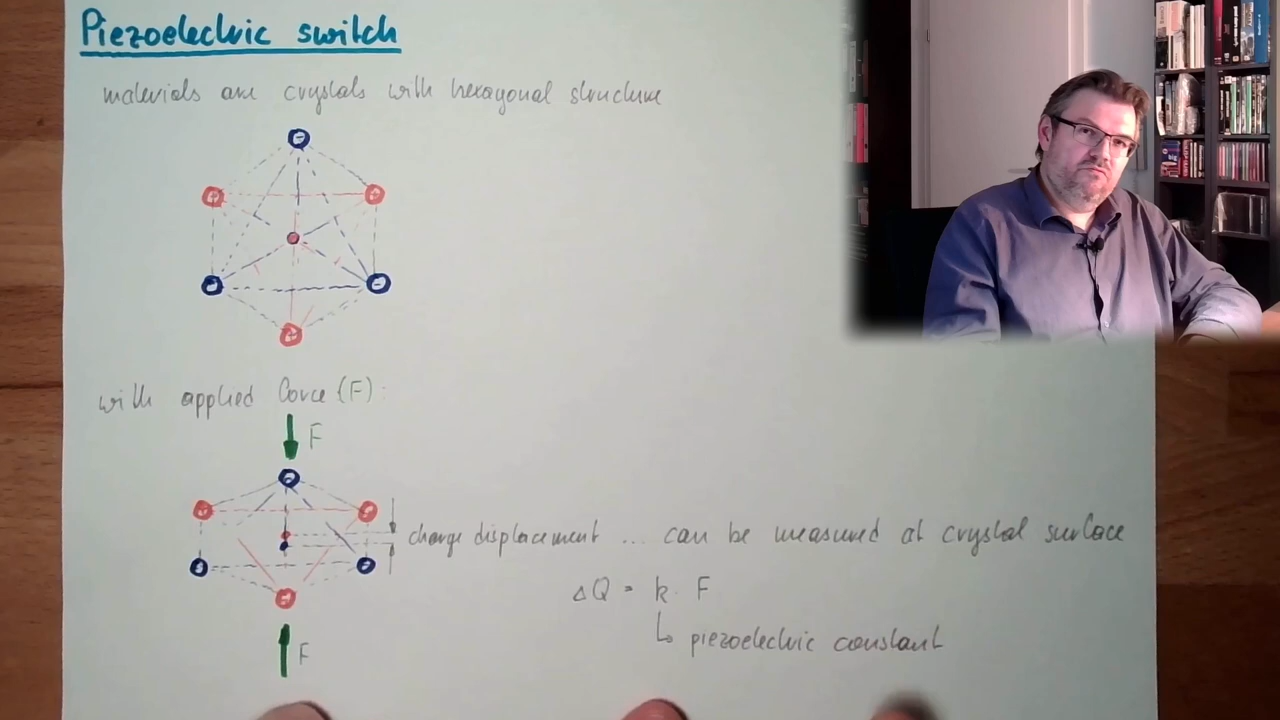 Piezoelectric switch
materials are crystals with hexagonal structure
with applied force (F):
F
charge displacement ... can be measured at crystal surface
ΔQ = k · F
↳ piezoelectric constant
F